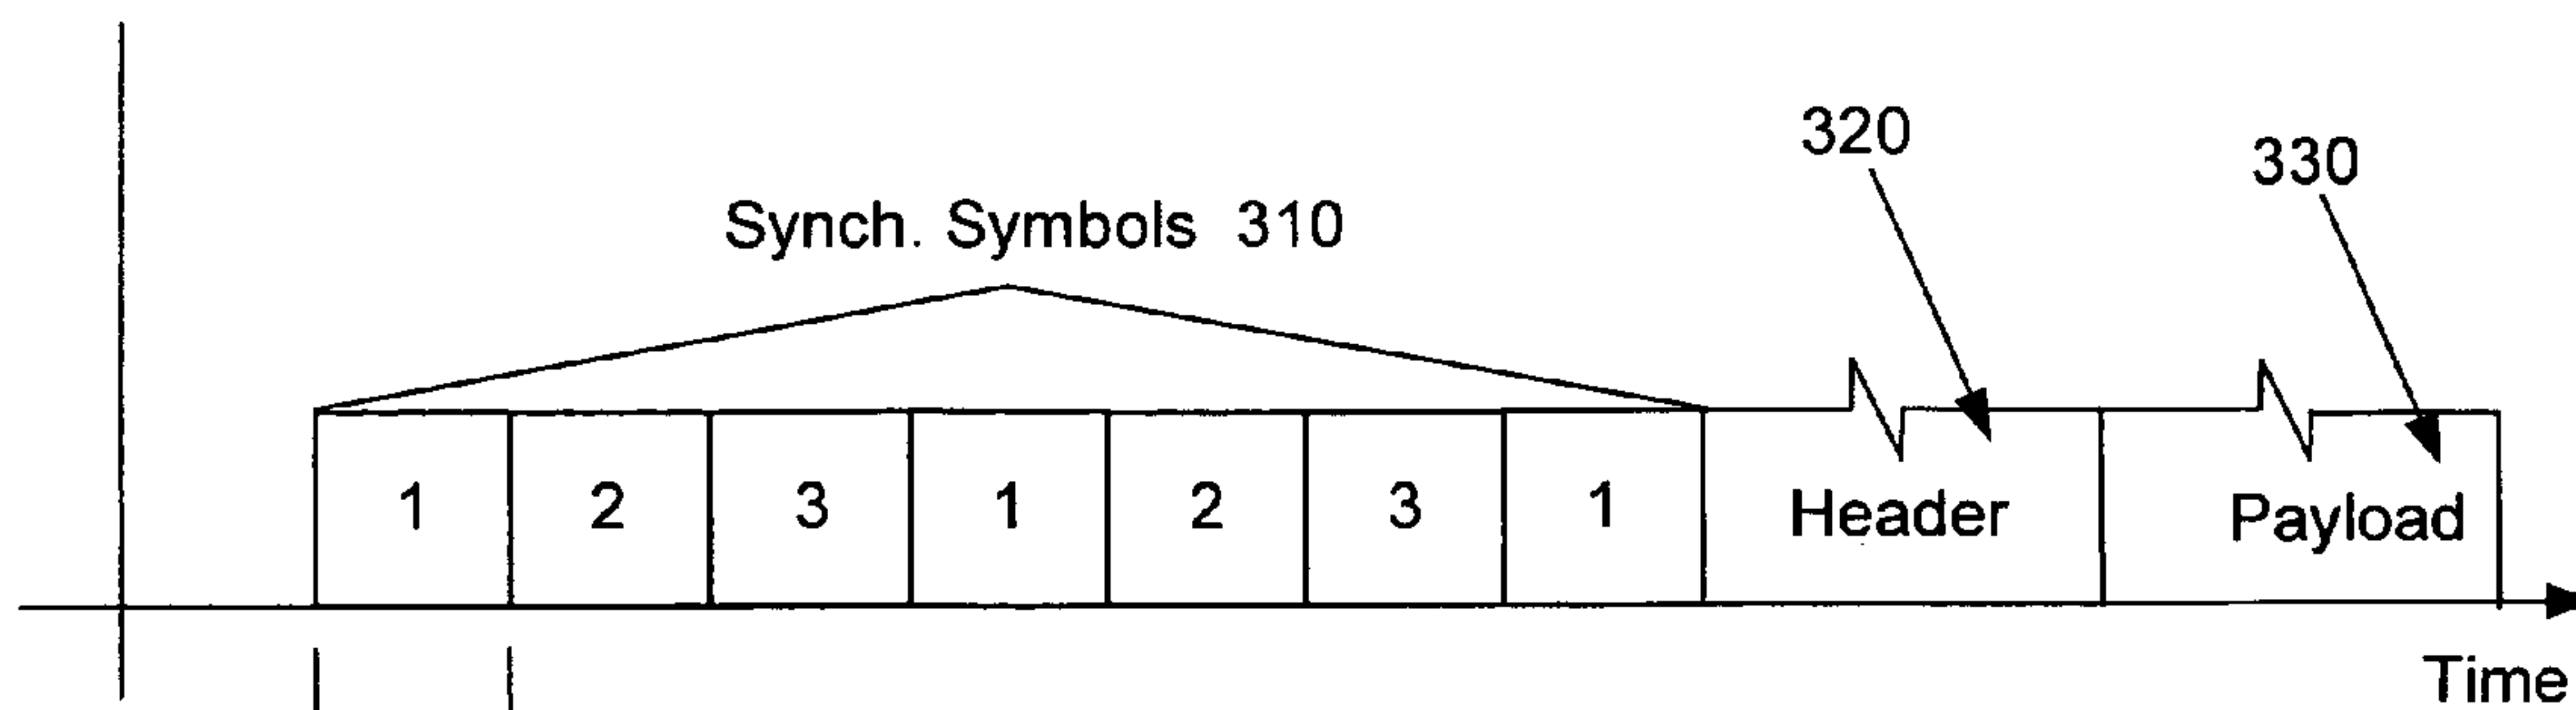 320
330
Synch. Symbols 310
1 2 3 1 2 3 1 Header Payload
Time